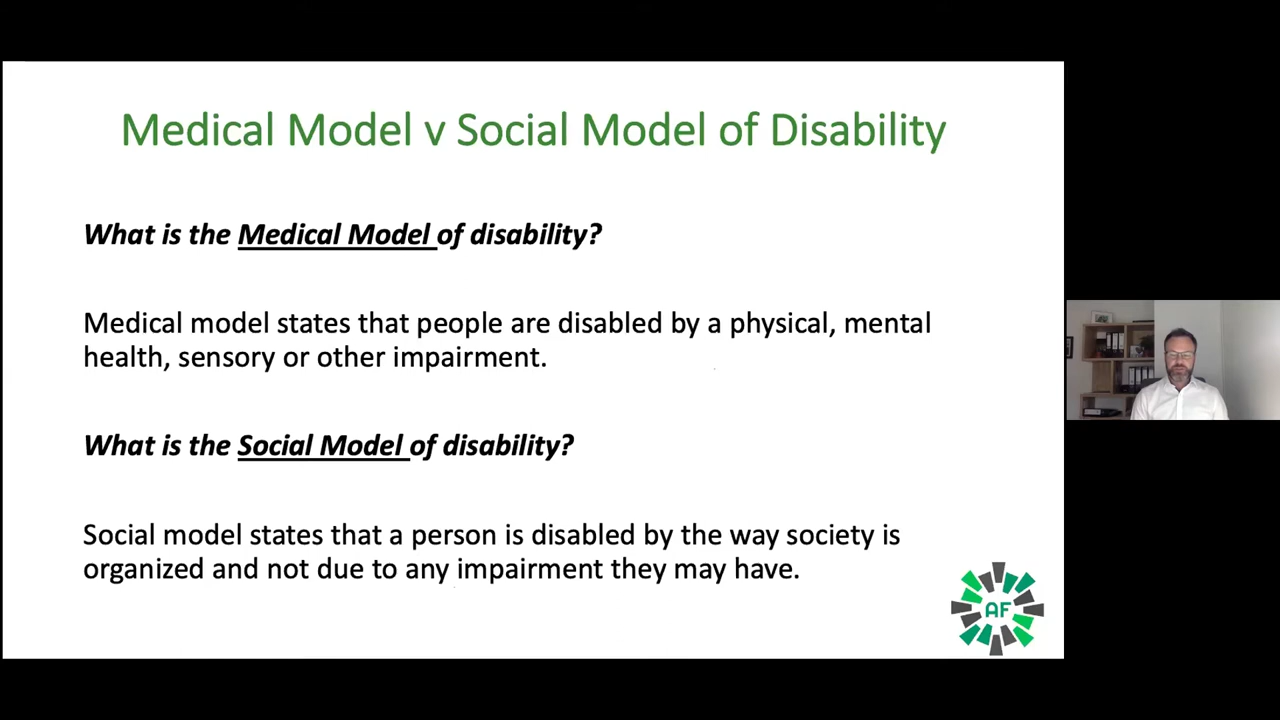 Medical Model v Social Model of Disability
What is the Medical Model of disability?
Medical model states that people are disabled by a physical, mental
health, sensory or other impairment.
What is the Social Model of disability?
Social model states that a person is disabled by the way society is
organized and not due to any impairment they may have.
AF